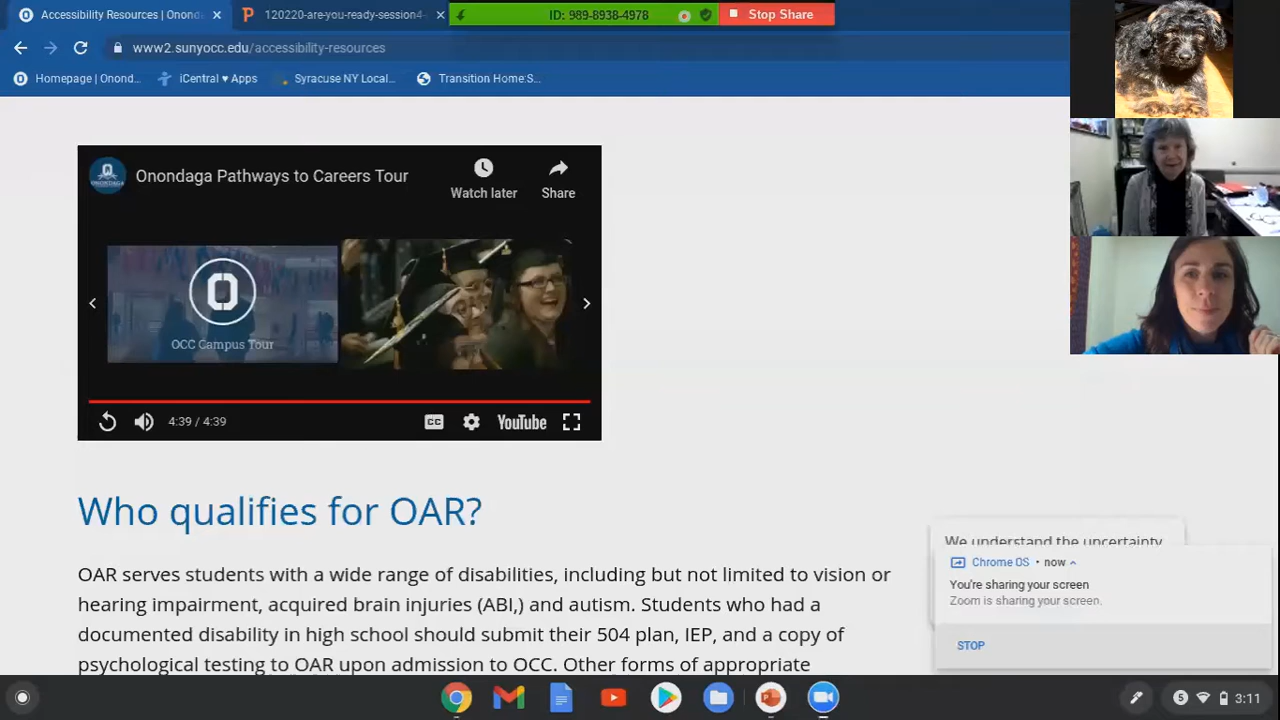 Accessibility Resources | Onond
120220-are-you-ready-session4-
ID: 989-8938-4978
Stop Share
www2.sunyocc.edu/accessibility-resources
Homepage | Onond...
iCentral ♥ Apps
Syracuse NY Local...
Transition Home:S...
ONONDAGA
Onondaga Pathways to Careers Tour
Watch later
Share
OCC Campus Tour
4:39 / 4:39
CC
YouTube
Who qualifies for OAR?
OAR serves students with a wide range of disabilities, including but not limited to vision or
hearing impairment, acquired bran injuries (ABI,) and autism. Students who had a
documented disability in high school should submit their 504 plan, IEP, and a copy of
psychological testing to OAR upon admission to OCC. Other forms of appropriate
We understand the uncertainty
Chrome OS • now
You're sharing your screen
Zoom is sharing your screen.
STOP
5
3:11